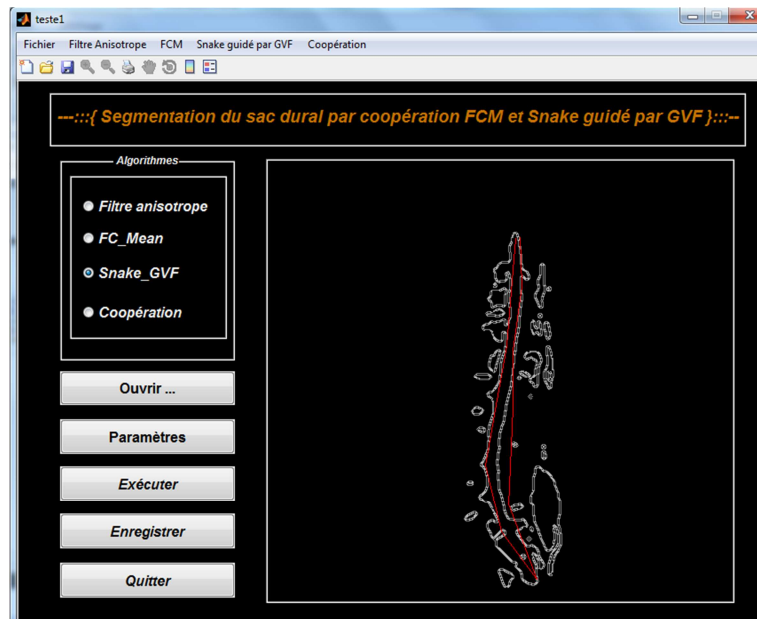 teste1
Fichier Filtre Anisotrope FCM Snake guidé par GVF Coopération
---:::{ Segmentation du sac dural par coopération FCM et Snake guidé par GVF }:::--
Algorithmes
Filtre anisotrope
FC_Mean
Snake_GVF
Coopération
Ouvrir ...
Paramètres
Exécuter
Enregistrer
Quitter